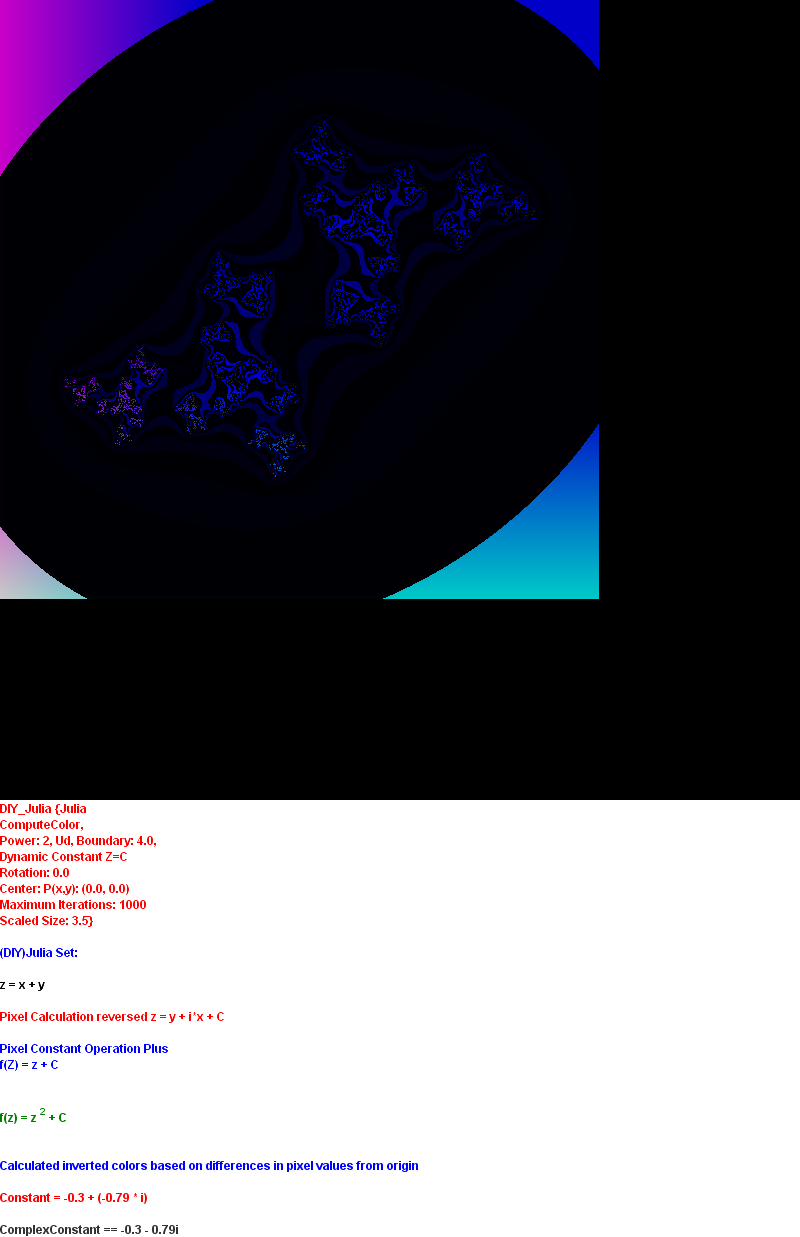 DIY_Julia {Julia
ComputeColor,
Power: 2, Ud, Boundary: 4.0,
Dynamic Constant Z=C
Rotation: 0.0
Center: P(x,y): (0.0, 0.0)
Maximum Iterations: 1000
Scaled Size: 3.5}
(DIY)Julia Set:
z = x + y
Pixel Calculation reversed z = y + i*x + C
Pixel Constant Operation Plus
f(Z) = z + C
f(z) = z 2 + C
Calculated inverted colors based on differences in pixel values from origin
Constant = -0.3 + (-0.79 * i)
ComplexConstant == -0.3 - 0.79i